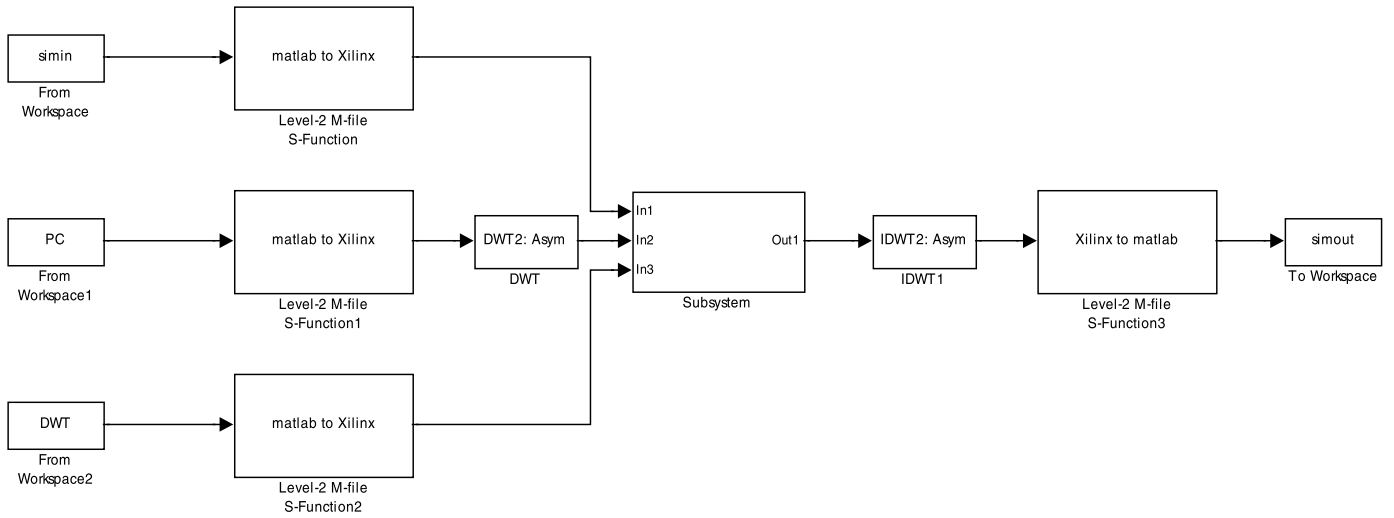 simin
From
Workspace
matlab to Xilinx
Level-2 M-file
S-Function
PC
From
Workspace1
matlab to Xilinx
Level-2 M-file
S-Function1
DWT2: Asym
DWT
DWT
From
Workspace2
matlab to Xilinx
Level-2 M-file
S-Function2
In1
In2
In3
Out1
Subsystem
IDWT2: Asym
IDWT1
Xilinx to matlab
Level-2 M-file
S-Function3
simout
To Workspace